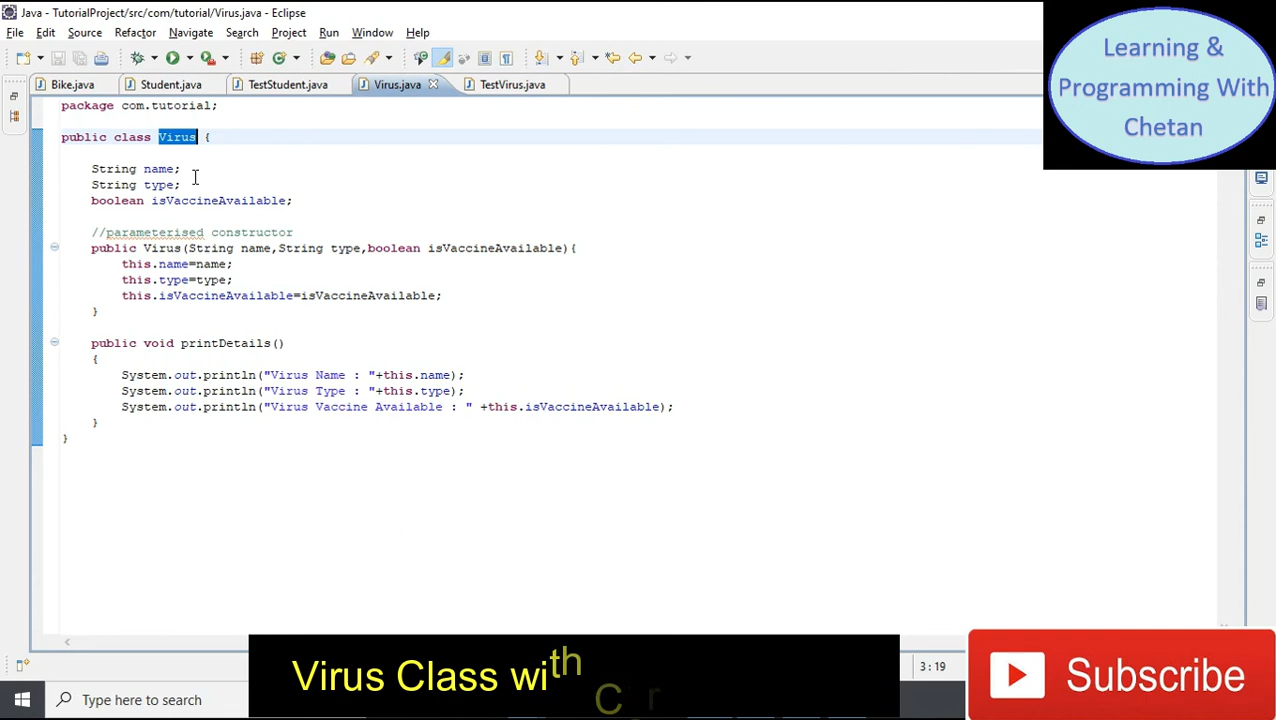 Java - TutorialProject/src/com/tutorial/Virus.java - Eclipse
File Edit Source Refactor Navigate Search Project Run Window Help
Bike.java Student.java TestStudent.java Virus.java TestVirus.java
Learning &
Programming With
Chetan
package com.tutorial;
public class Virus {
String name;
String type;
boolean isVaccineAvailable;
//parameterised constructor
public Virus(String name,String type,boolean isVaccineAvailable){
this.name=name;
this.type=type;
this.isVaccineAvailable=isVaccineAvailable;
}
public void printDetails()
{
System.out.println("Virus Name : "+this.name);
System.out.println("Virus Type : "+this.type);
System.out.println("Virus Vaccine Available : " +this.isVaccineAvailable);
}
}
Virus Class with
C r
3 : 19
Subscribe
Type here to search